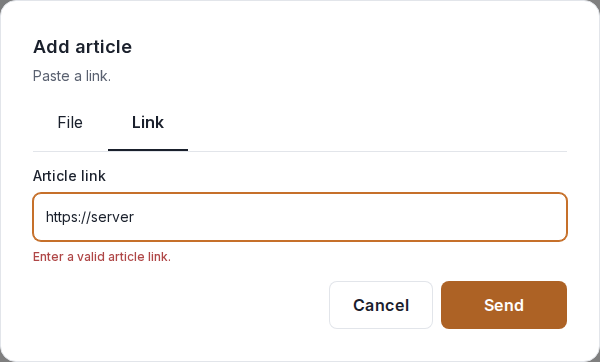 Add article
Paste a link.
File Link
Article link
https://server
Enter a valid article link.
Cancel Send